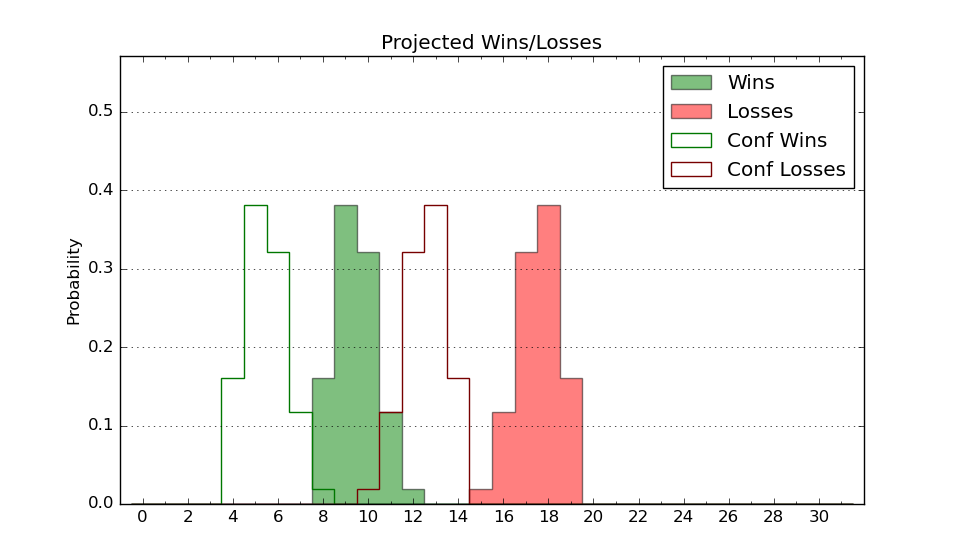 Projected Wins/Losses
Wins
Losses
Conf Wins
Conf Losses
Probability
0.5
0.4
0.3
0.2
0.1
0.0
0 2 4 6 8 10 12 14 16 18 20 22 24 26 28 30